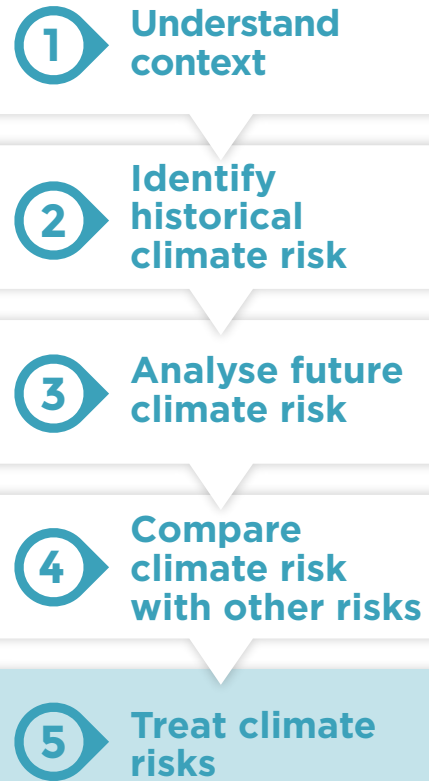 1
Understand
context
2
Identify
historical
climate risk
3
Analyse future
climate risk
4
Compare
climate risk
with other risks
5
Treat climate
risks